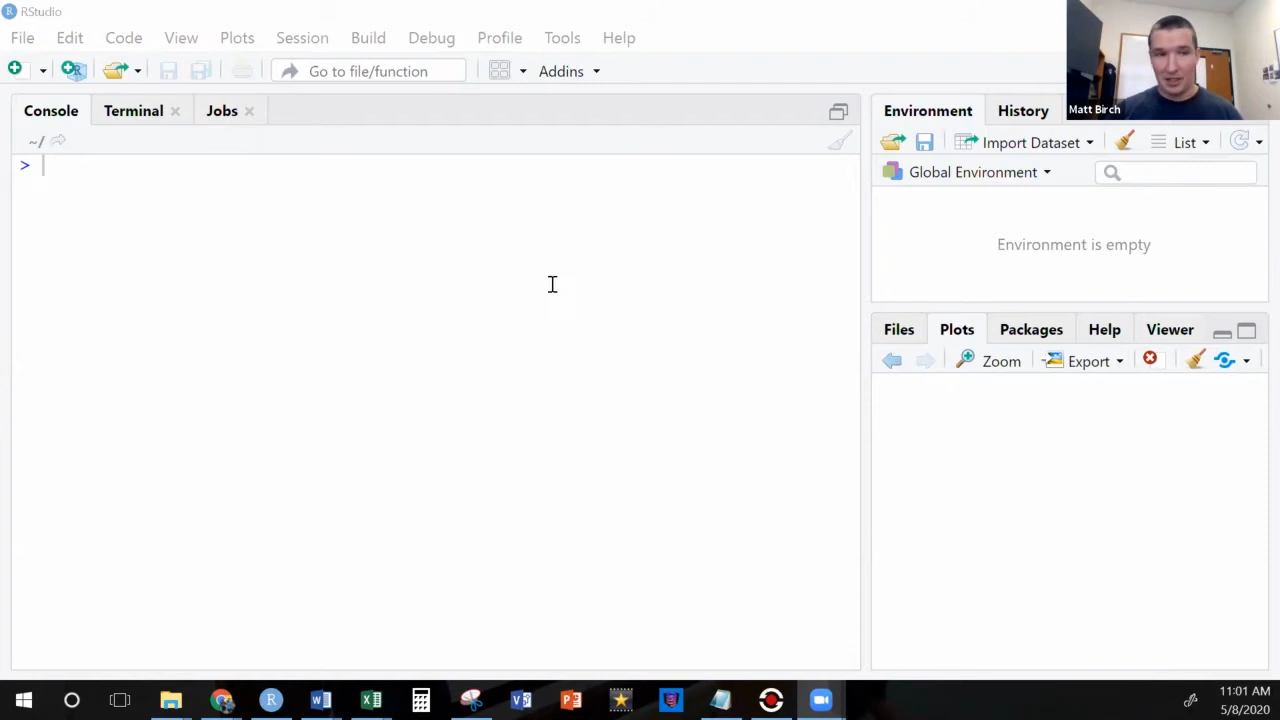 RStudio
File Edit Code View Plots Session Build Debug Profile Tools Help
Go to file/function Addins
Matt Birch
Console Terminal Jobs
~/
>
Environment History
Import Dataset List
Global Environment
Environment is empty
Files Plots Packages Help Viewer
Zoom Export
11:01 AM
5/8/2020